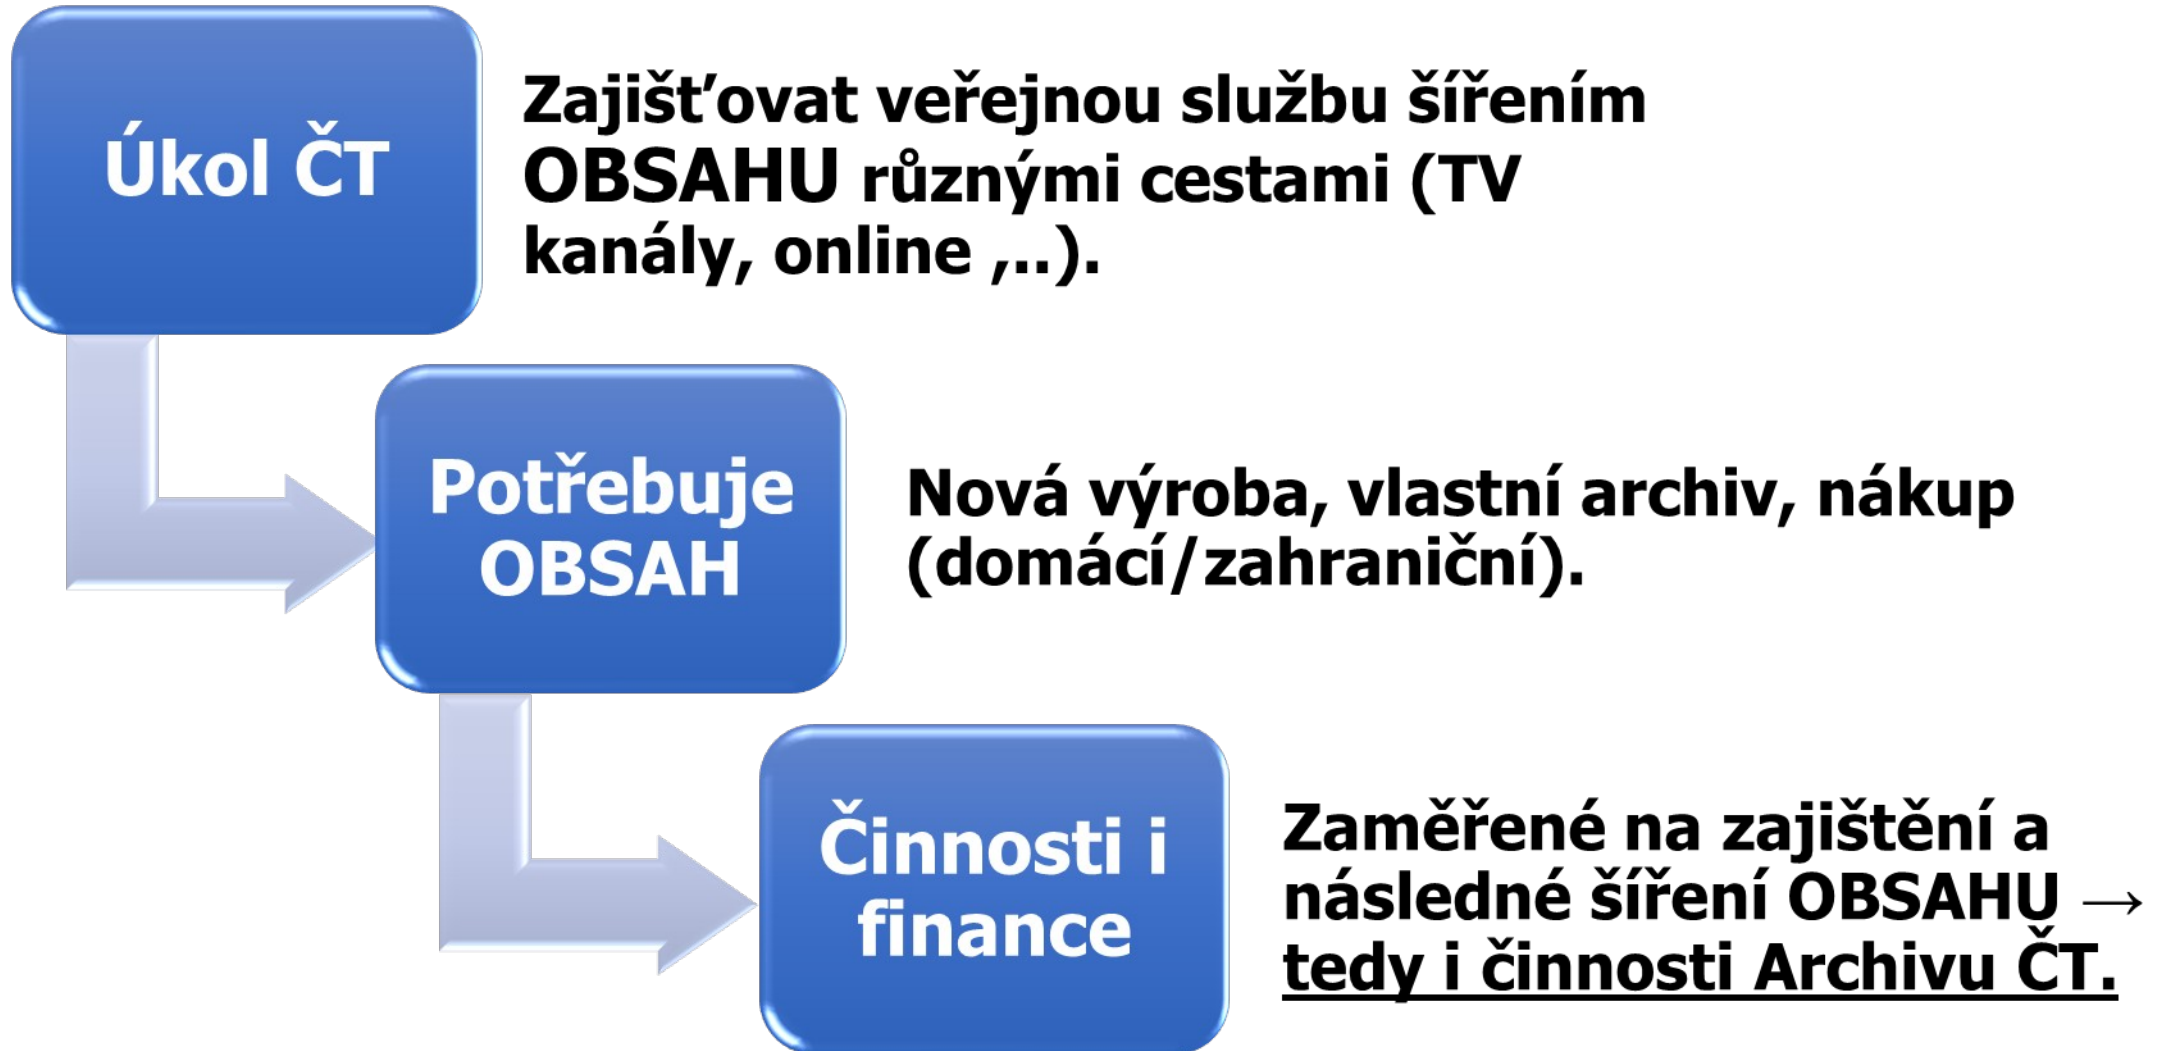 Úkol ČT
Zajišťovat veřejnou službu šířením
OBSAHU různými cestami (TV
kanály, online ,..).
Potřebuje
OBSAH
Nová výroba, vlastní archiv, nákup
(domácí/zahraniční).
Činnosti i
finance
Zaměřené na zajištění a
následné šíření OBSAHU →
tedy i činnosti Archivu ČT.